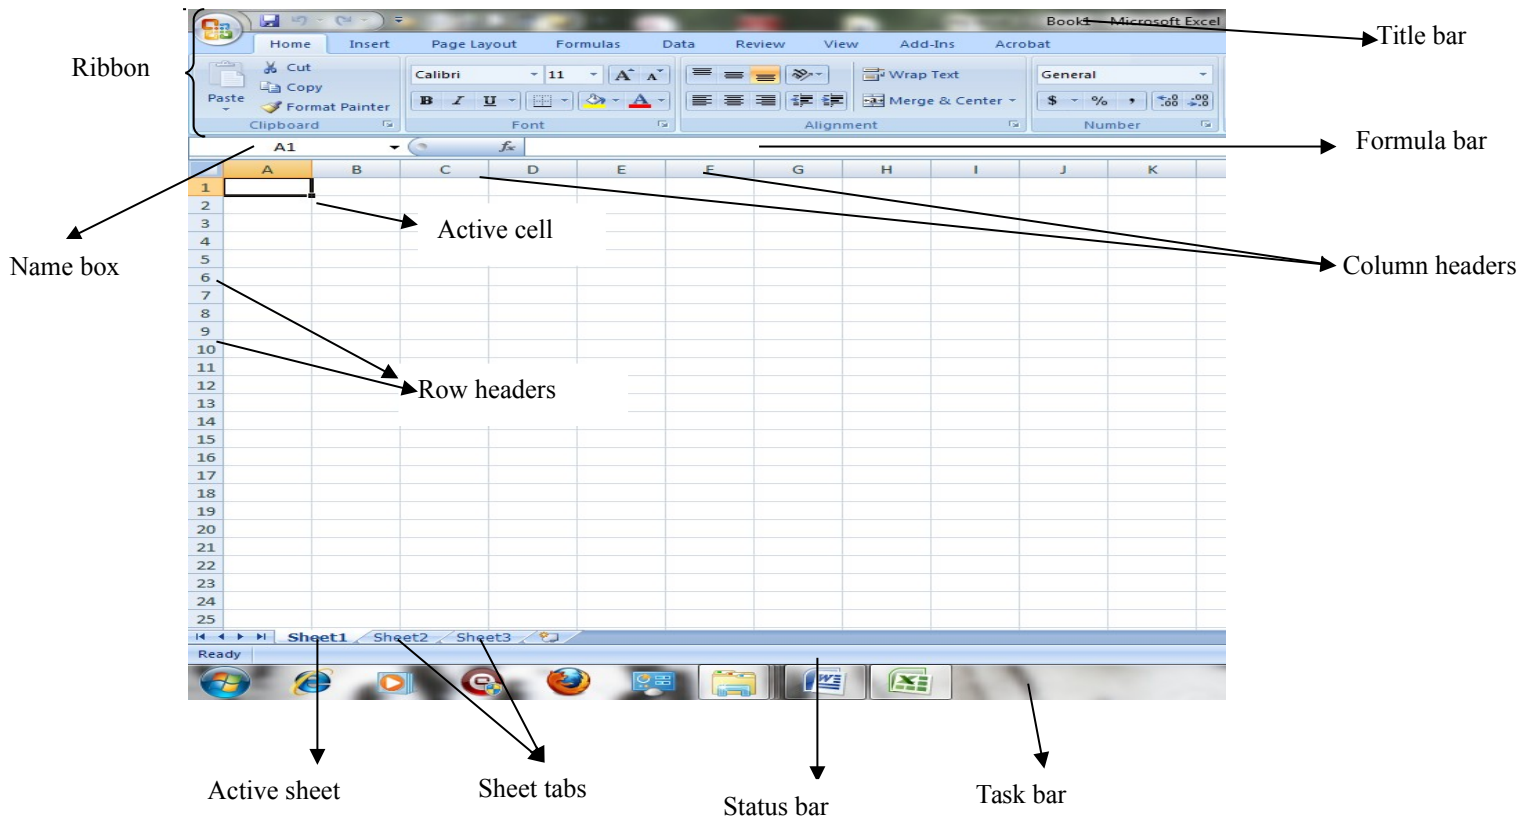 Book1 - Microsoft Excel
Title bar
Home Insert Page Layout Formulas Data Review View Add-Ins Acrobat
Ribbon
Cut
Calibri 11 A A Wrap Text General
Copy
Paste
Format Painter
B I U A Merge & Center $ % , .00 .0
Clipboard Font Alignment Number
Formula bar
A1 fx
A B C D E F G H I J K
1
2
3
Active cell
4
5
Name box
Column headers
6
7
8
9
10
11
12
Row headers
13
14
15
16
17
18
19
20
21
22
23
24
25
Sheet1 Sheet2 Sheet3
Ready
Active sheet
Sheet tabs
Status bar
Task bar